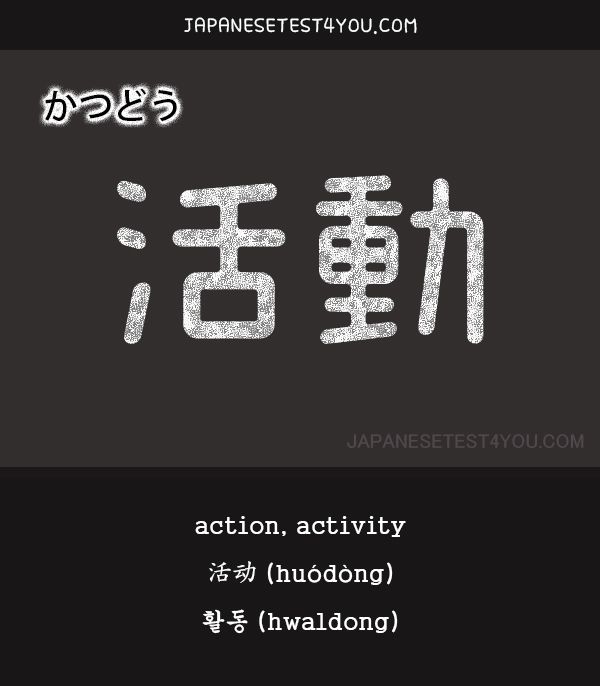 JAPANESETEST4YOU.COM
かつどう
活動
JAPANESETEST4YOU.COM
action, activity
活动 (huódòng)
활동 (hwaldong)